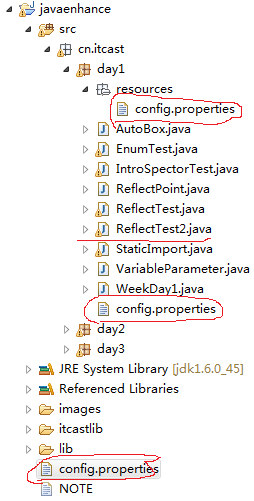 javaenhance
src
cn.itcast
day1
resources
config.properties
AutoBox.java
EnumTest.java
IntroSpectorTest.java
ReflectPoint.java
ReflectTest.java
ReflectTest2.java
StaticImport.java
VariableParameter.java
WeekDay1.java
config.properties
day2
day3
JRE System Library [jdk1.6.0_45]
Referenced Libraries
images
itcastlib
lib
config.properties
NOTE